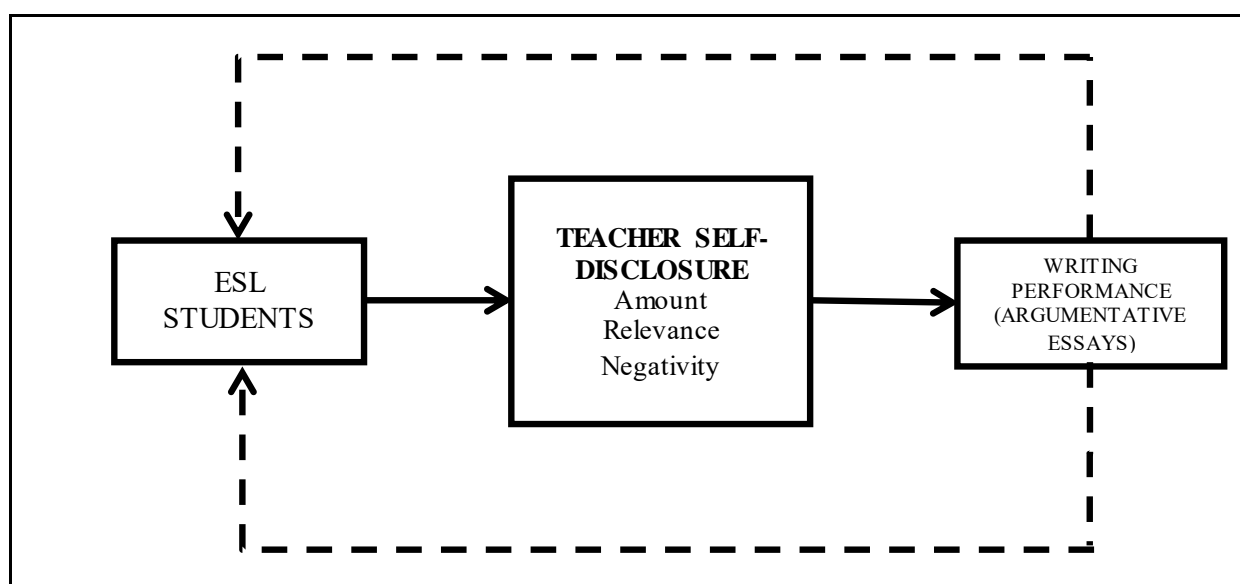 ESL
STUDENTS
TEACHER SELF-
DISCLOSURE
Amount
Relevance
Negativity
WRITING
PERFORMANCE
(ARGUMENTATIVE
ESSAYS)